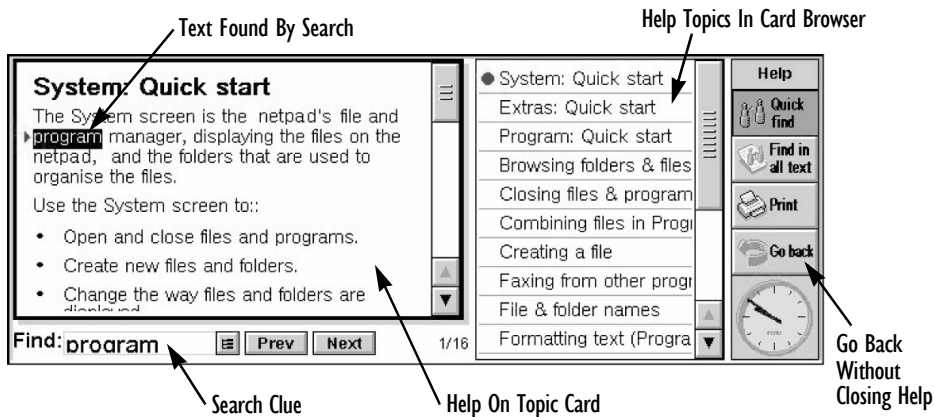 Text Found By Search
Help Topics In Card Browser
System: Quick start
The System screen is the netpad's file and
program manager, displaying the files on the
netpad, and the folders that are used to
organise the files.
Use the System screen to::
• Open and close files and programs.
• Create new files and folders.
• Change the way files and folders are
displayed
Find: program
Prev
Next
1/16
System: Quick start
Extras: Quick start
Program: Quick start
Browsing folders & files
Closing files & program
Combining files in Progr
Creating a file
Faxing from other progr
File & folder names
Formatting text (Progra
Help
Quick
find
Find in
all text
Print
Go back
Search Clue
Help On Topic Card
Go Back
Without
Closing Help